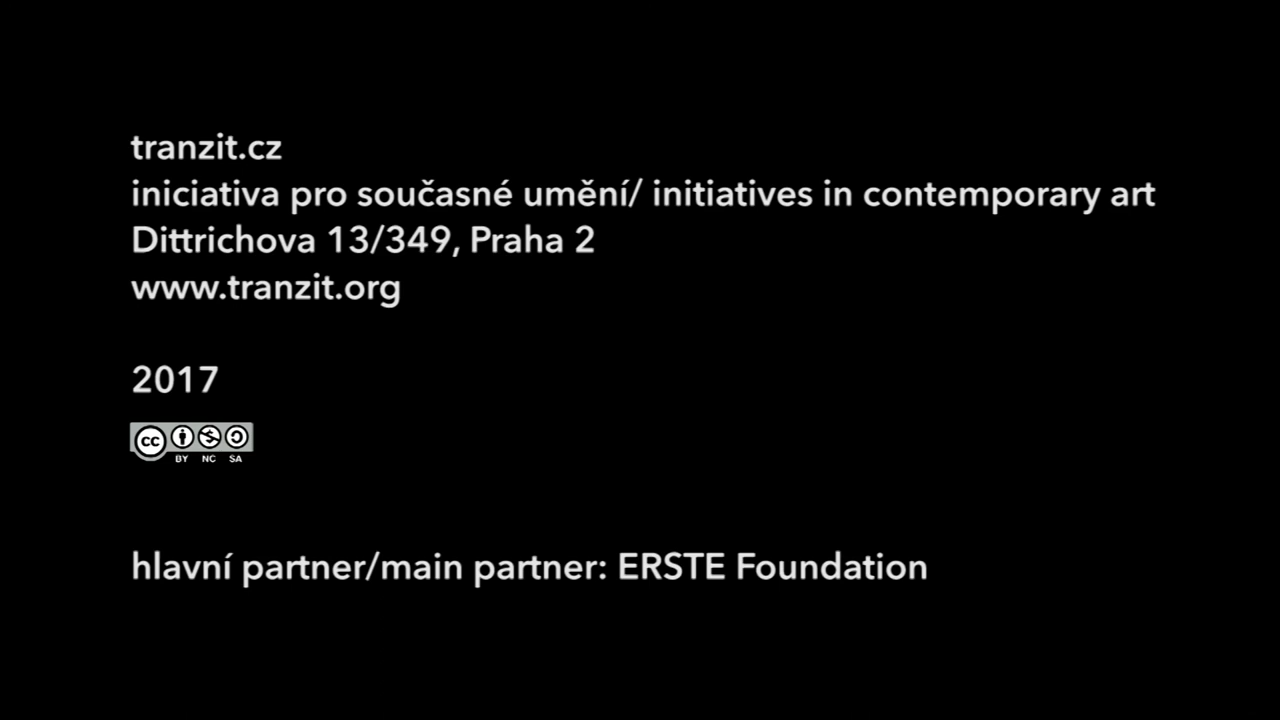 tranzit.cz
iniciativa pro současné umění/ initiatives in contemporary art
Dittrichova 13/349, Praha 2
www.tranzit.org
2017
cc
BY NC SA
hlavní partner/main partner: ERSTE Foundation